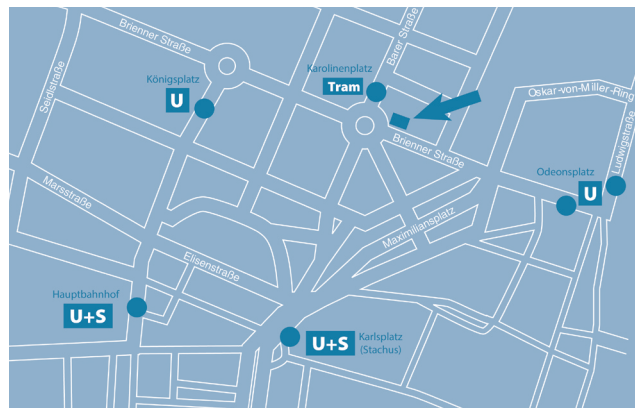 Brienner Straße
Barer Straße
Seidlstraße
Königsplatz
U
Karolinenplatz
Tram
Oskar-von-Miller-Ring
Ludwigstraße
Brienner Straße
Odeonsplatz
U
Marsstraße
Maximiliansplatz
Elisenstraße
Hauptbahnhof
U+S
U+S
Karlsplatz
(Stachus)